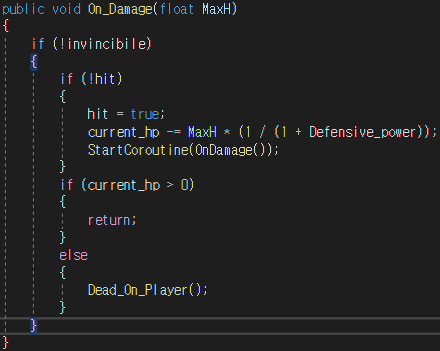 public void On_Damage(float MaxH)
{
if (!invincibile)
{
if (!hit)
{
hit = true;
current_hp -= MaxH * (1 / (1 + Defensive_power));
StartCoroutine(OnDamage());
}
if (current_hp > 0)
{
return;
}
else
{
Dead_On_Player();
}
}
}